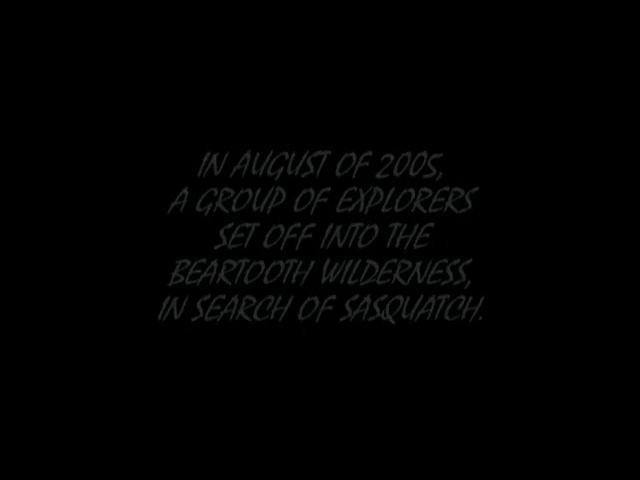 IN AUGUST OF 2005,
A GROUP OF EXPLORERS
SET OFF INTO THE
BEARTOOTH WILDERNESS,
IN SEARCH OF SASQUATCH.